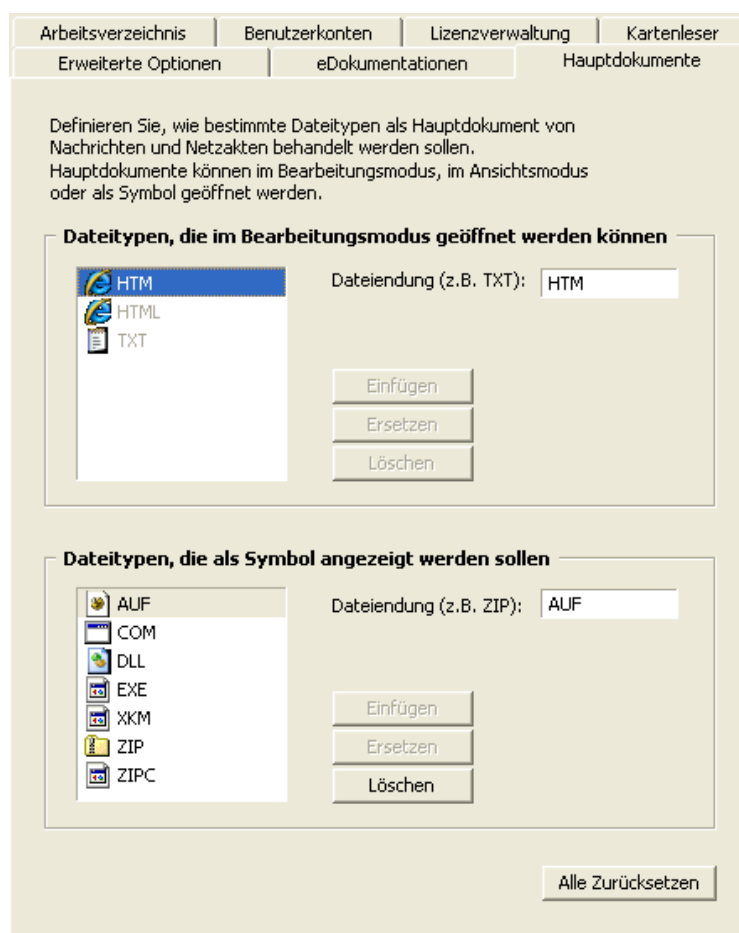 Arbeitsverzeichnis Benutzerkonten Lizenzverwaltung Kartenleser
Erweiterte Optionen eDokumentationen Hauptdokumente
Definieren Sie, wie bestimmte Dateitypen als Hauptdokument von
Nachrichten und Netzakten behandelt werden sollen.
Hauptdokumente können im Bearbeitungsmodus, im Ansichtsmodus
oder als Symbol geöffnet werden.
Dateitypen, die im Bearbeitungsmodus geöffnet werden können
HTM
HTML
TXT
Dateiendung (z.B. TXT): HTM
Einfügen
Ersetzen
Löschen
Dateitypen, die als Symbol angezeigt werden sollen
AUF
COM
DLL
EXE
XKM
ZIP
ZIPC
Dateiendung (z.B. ZIP): AUF
Einfügen
Ersetzen
Löschen
Alle Zurücksetzen